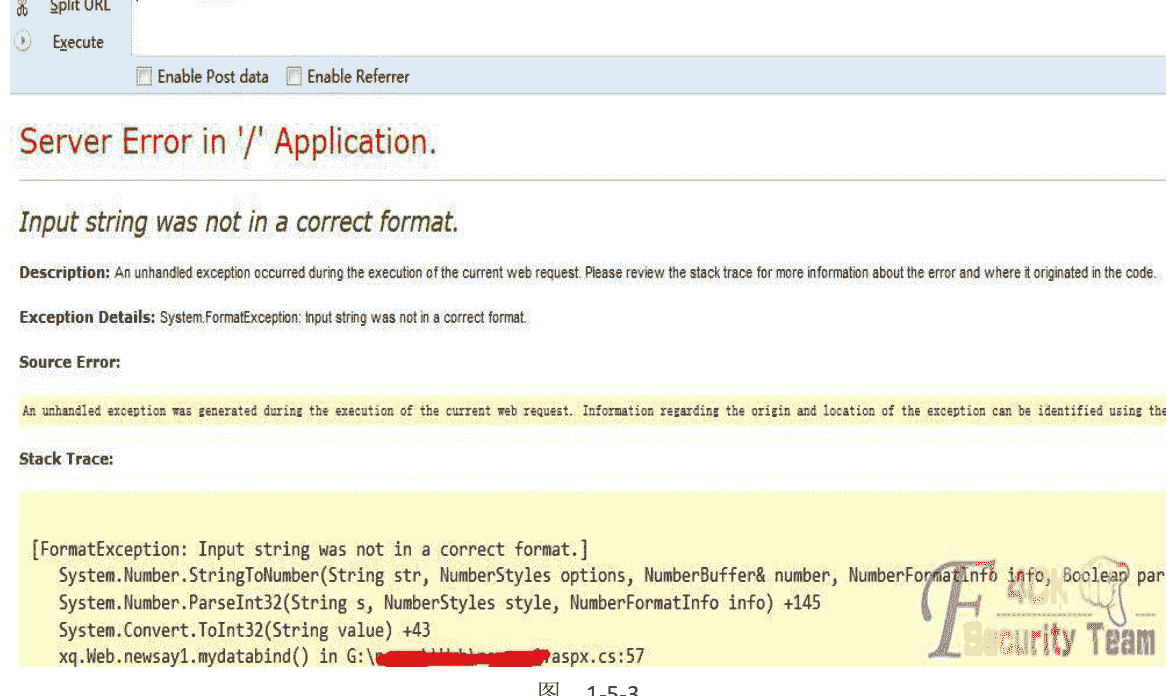 Split URL
Execute
Enable Post data Enable Referrer
Server Error in '/' Application.
Input string was not in a correct format.
Description: An unhandled exception occurred during the execution of the current web request. Please review the stack trace for more information about the error and where it originated in the code.
Exception Details: System.FormatException: Input string was not in a correct format.
Source Error:
An unhandled exception was generated during the execution of the current web request. Information regarding the origin and location of the exception can be identified using the
Stack Trace:
[FormatException: Input string was not in a correct format.]
System.Number.StringToNumber(String str, NumberStyles options, NumberBuffer& number, NumberFormatInfo info, Boolean par
System.Number.ParseInt32(String s, NumberStyles style, NumberFormatInfo info) +145
System.Convert.ToInt32(String value) +43
xq.Web.newsay1.mydatabind() in G:\ aspx.cs:57
F4CK
Security Team
图 1-5-3